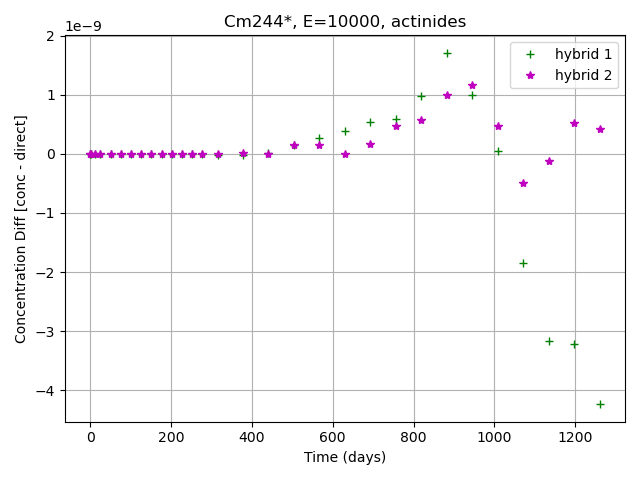 Cm244*, E=10000, actinides
1e−9
2
1
0
−1
−2
−3
−4
Concentration Diff [conc - direct]
hybrid 1
hybrid 2
0 200 400 600 800 1000 1200
Time (days)